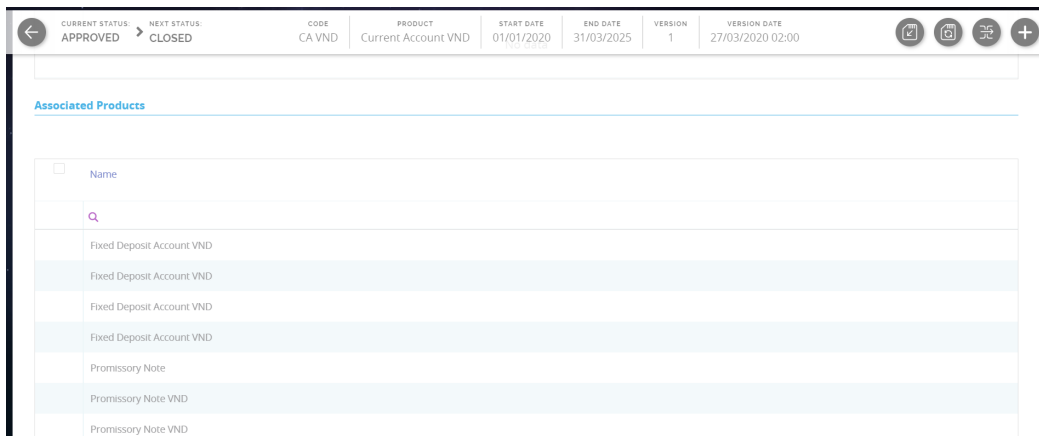 CURRENT STATUS: NEXT STATUS: CODE PRODUCT START DATE END DATE VERSION VERSION DATE
APPROVED CLOSED CA VND Current Account VND 01/01/2020 31/03/2025 1 27/03/2020 02:00
No data
Associated Products
Name
Fixed Deposit Account VND
Fixed Deposit Account VND
Fixed Deposit Account VND
Fixed Deposit Account VND
Promissory Note
Promissory Note VND
Promissory Note VND